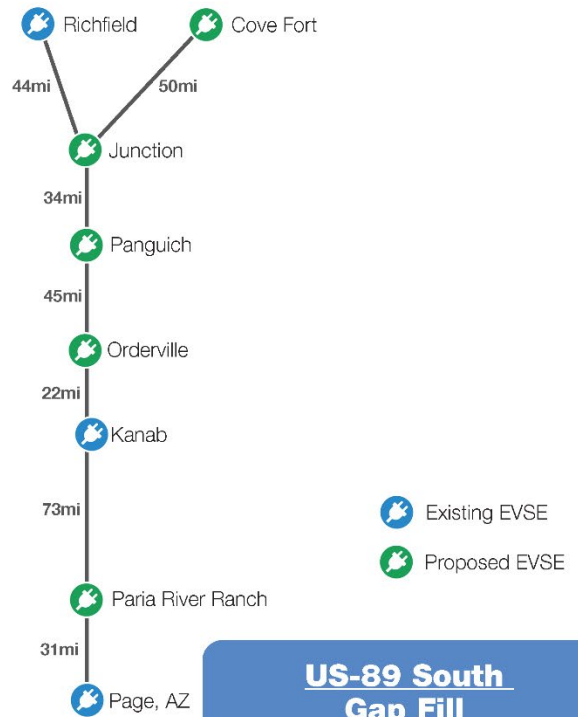 Richfield
Cove Fort
44mi
50mi
Junction
34mi
Panguich
45mi
Orderville
22mi
Kanab
73mi
Existing EVSE
Proposed EVSE
Paria River Ranch
31mi
Page, AZ
US-89 South
Gap Fill